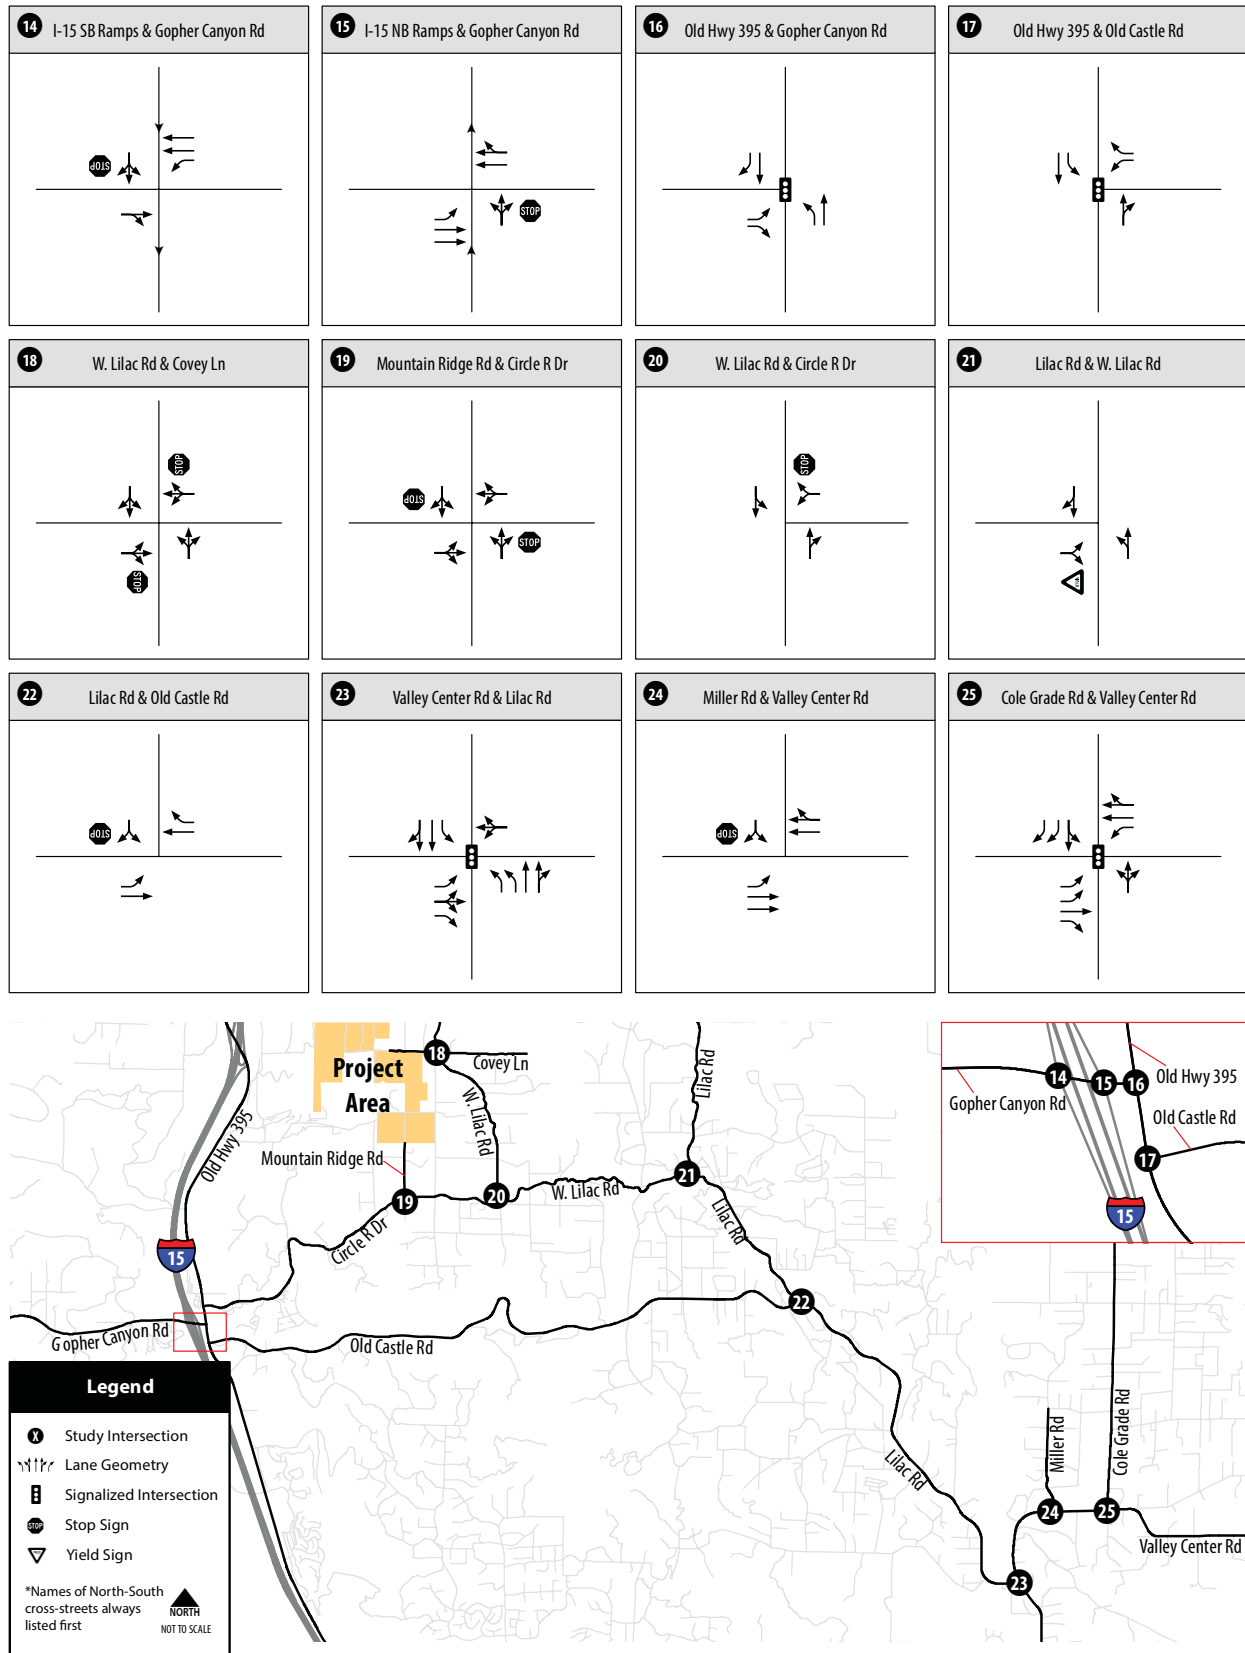 14 I-15 SB Ramps & Gopher Canyon Rd
15 I-15 NB Ramps & Gopher Canyon Rd
16 Old Hwy 395 & Gopher Canyon Rd
17 Old Hwy 395 & Old Castle Rd
STOP
STOP
18 W. Lilac Rd & Covey Ln
19 Mountain Ridge Rd & Circle R Dr
20 W. Lilac Rd & Circle R Dr
21 Lilac Rd & W. Lilac Rd
STOP
STOP
STOP
STOP
STOP
22 Lilac Rd & Old Castle Rd
23 Valley Center Rd & Lilac Rd
24 Miller Rd & Valley Center Rd
25 Cole Grade Rd & Valley Center Rd
STOP
STOP
Project
Area
18
Covey Ln
W. Lilac Rd
Lilac Rd
Old Hwy 395
Mountain Ridge Rd
19
20
W. Lilac Rd
21
Circle R Dr
Lilac Rd
15
22
Gopher Canyon Rd
Old Castle Rd
14
15
16
Old Hwy 395
Gopher Canyon Rd
Old Castle Rd
17
15
Lilac Rd
Miller Rd
Cole Grade Rd
24
25
Valley Center Rd
23
Legend
X Study Intersection
Lane Geometry
Signalized Intersection
STOP Stop Sign
Yield Sign
*Names of North-South
cross-streets always
listed first
NORTH
NOT TO SCALE